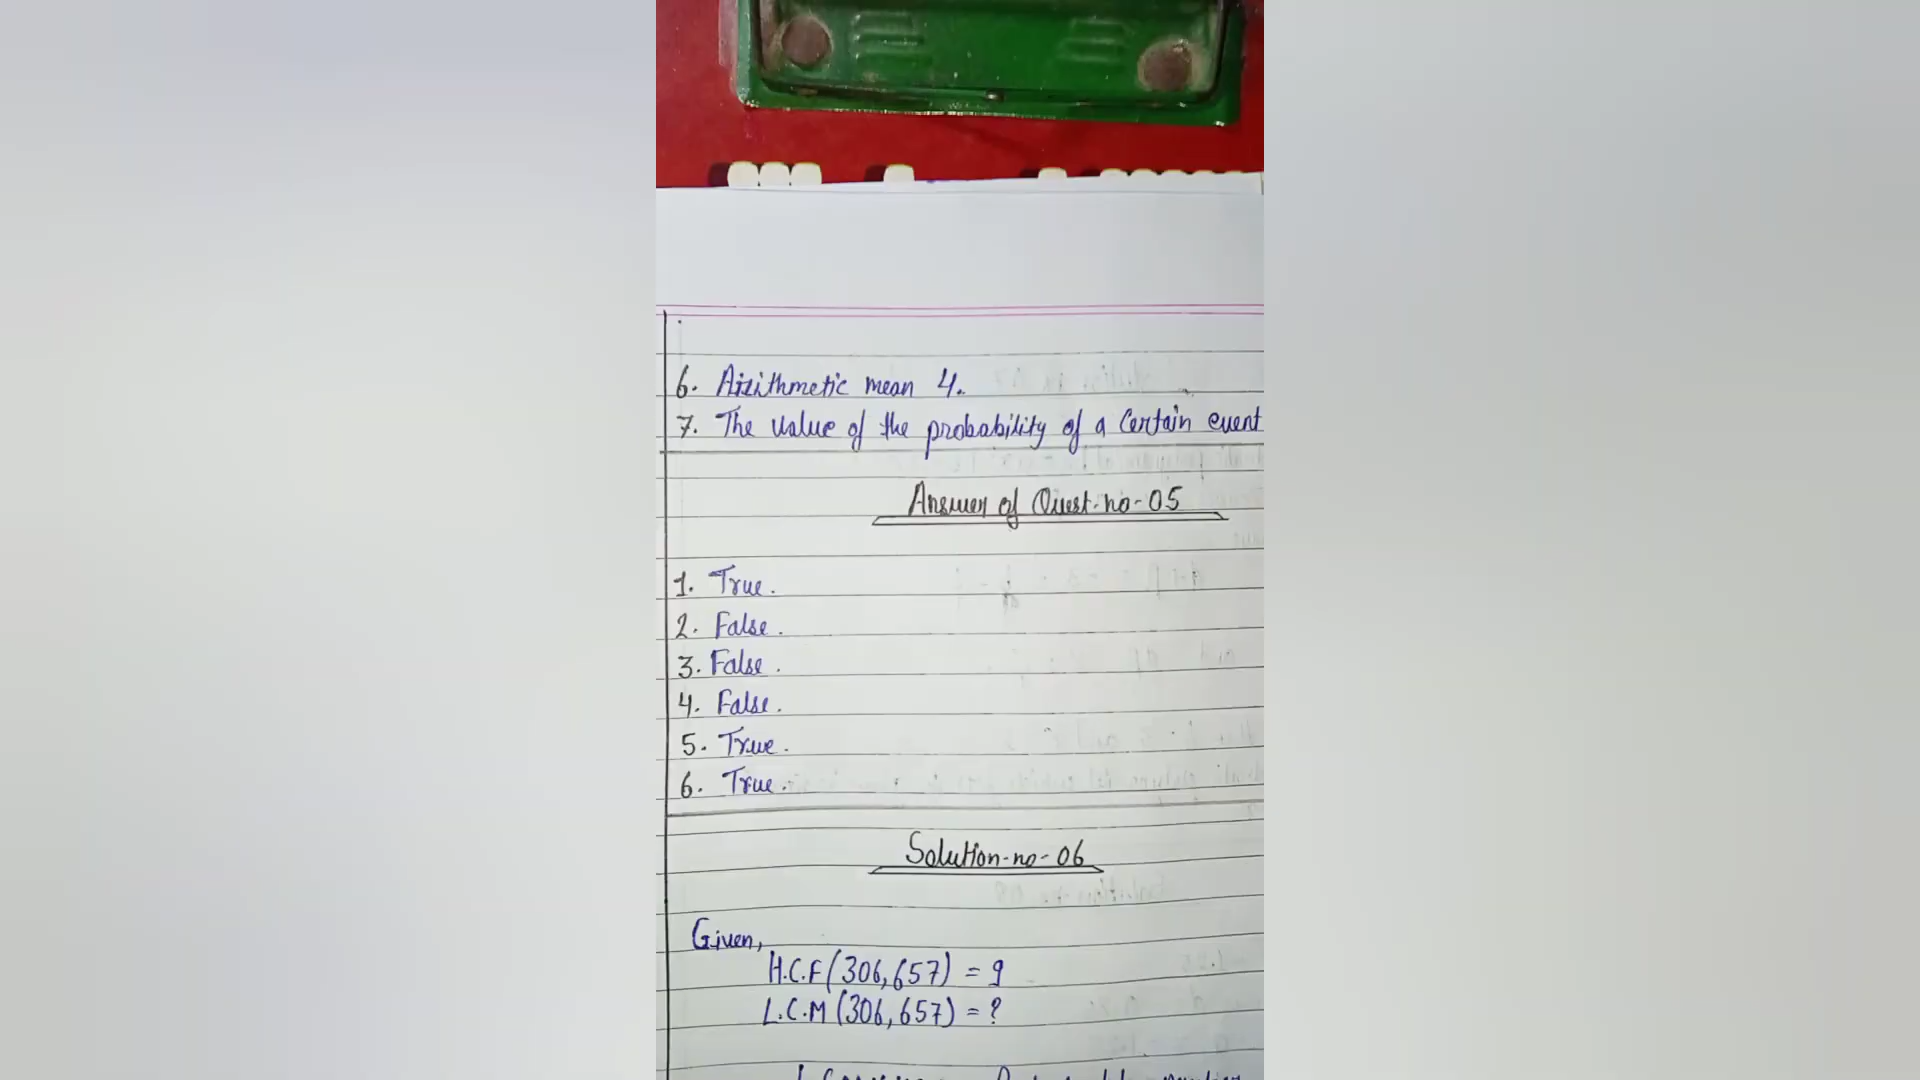 6. Arithmetic mean 4.
7. The value of the probability of a Certain event
Answer of Quest.no-05
1. True.
2. False.
3. False.
4. False.
5. True.
6. True.
Solution-no-06
Given,
H.C.F(306,657) = 9
L.C.M(306,657) = ?